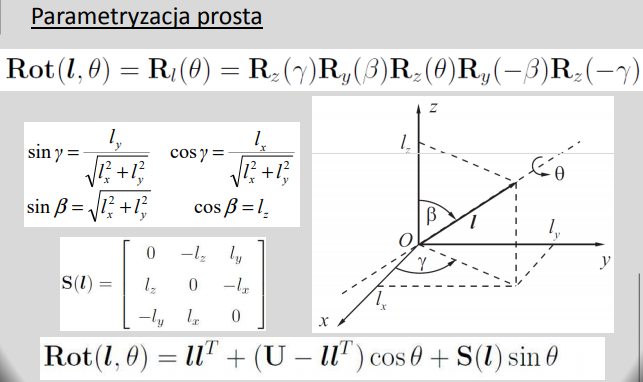 Parametryzacja prosta
Rot(l, θ) = R_l(θ) = R_z(γ)R_y(β)R_z(θ)R_y(−β)R_z(−γ)
sin γ = l_y / √(l_x² + l_y²)   cos γ = l_x / √(l_x² + l_y²)
sin β = √(l_x² + l_y²)   cos β = l_z
z
l_z
θ
β
l
l_y
O
γ
y
l_x
x
S(l) = [ 0 −l_z l_y
l_z 0 −l_x
−l_y l_x 0 ]
Rot(l, θ) = ll^T + (U − ll^T) cos θ + S(l) sin θ